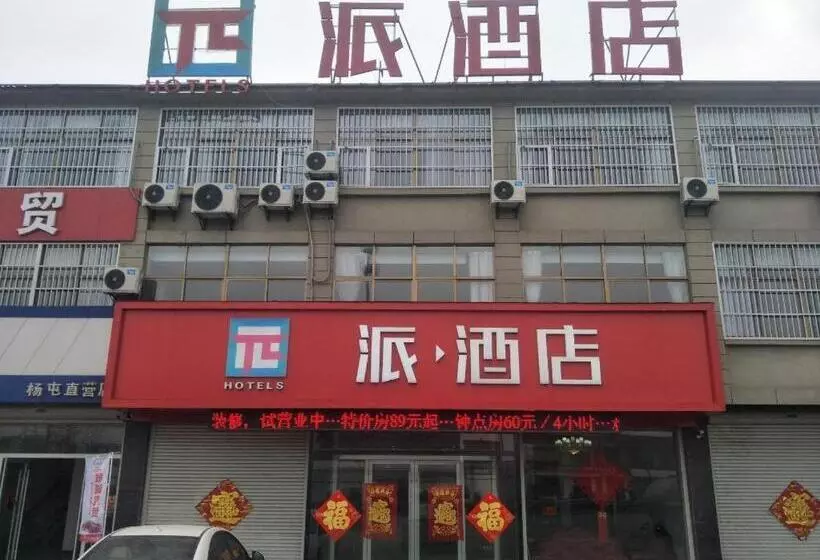 派酒店
HOTELS
贸
派·酒店
HOTELS
杨屯直营店
装修，试营业中···特价房89元起···钟点房60元／4小时···
福
福